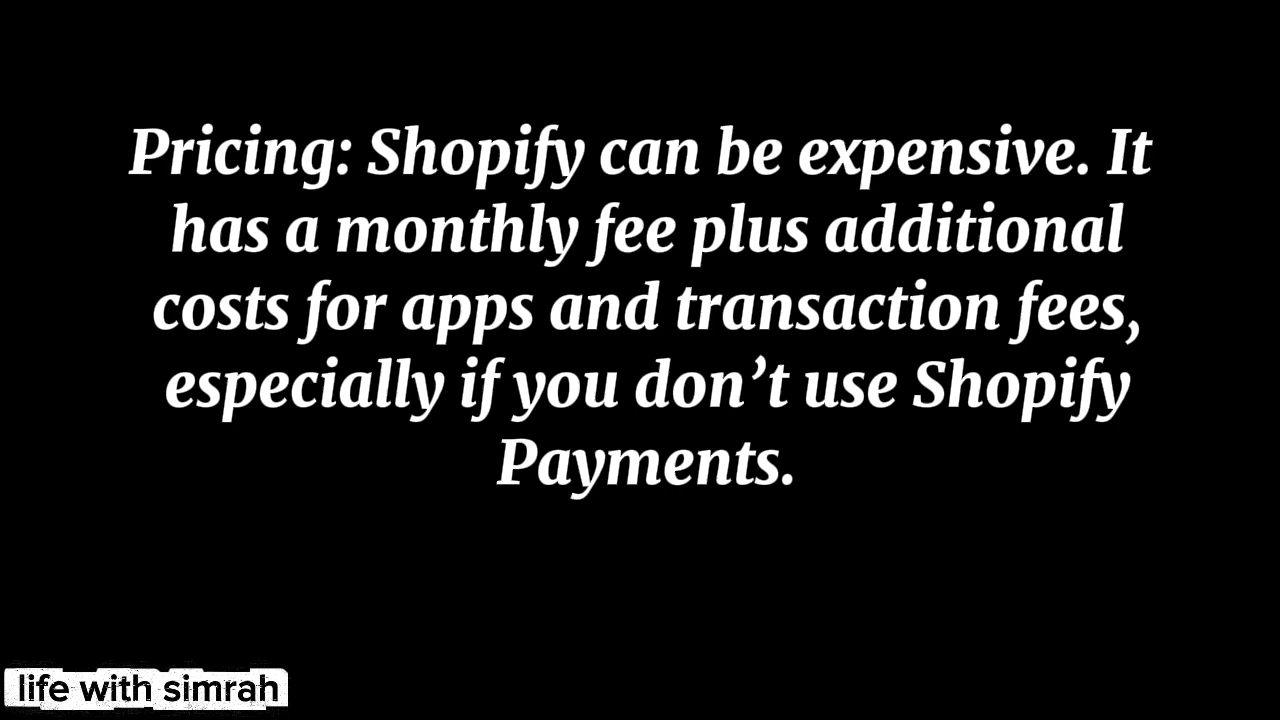 Pricing: Shopify can be expensive. It
has a monthly fee plus additional
costs for apps and transaction fees,
especially if you don’t use Shopify
Payments.
life with simrah